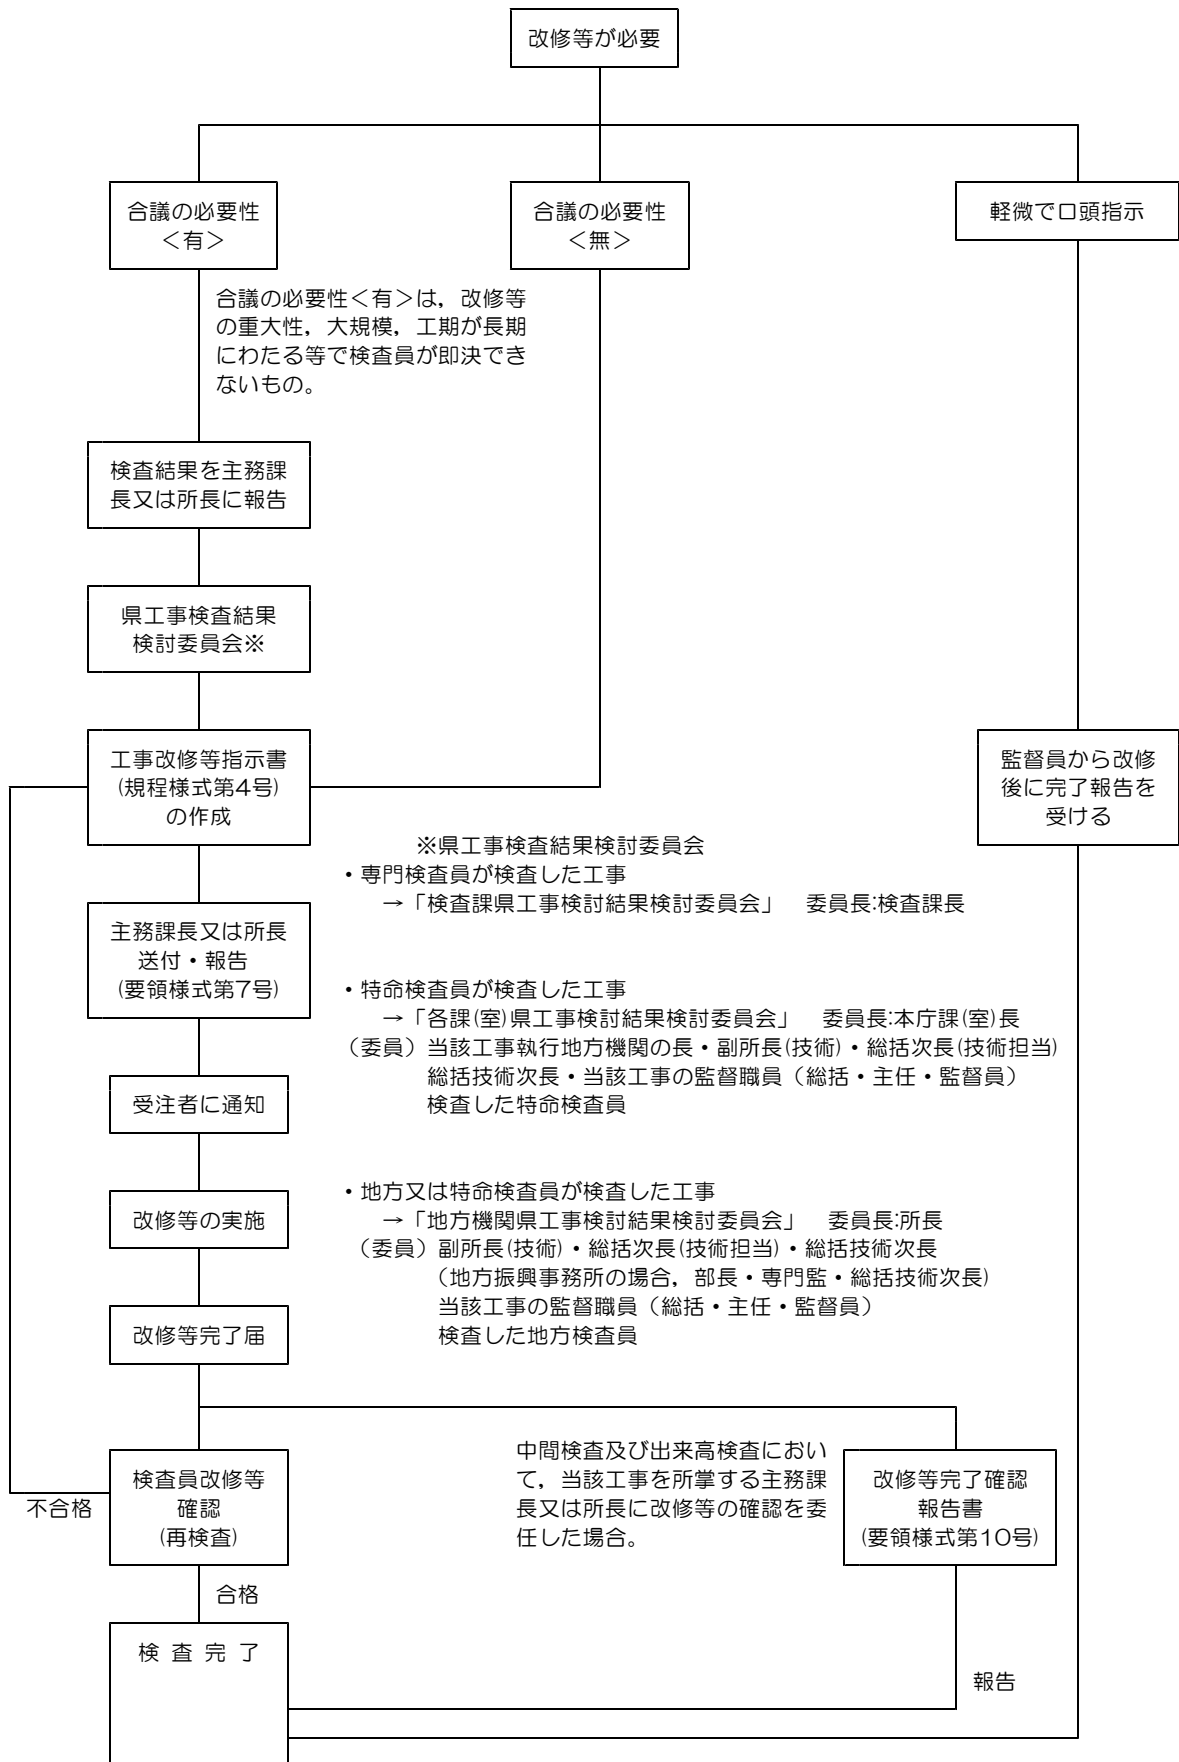 改修等が必要
合議の必要性
＜有＞
合議の必要性
＜無＞
軽微で口頭指示
合議の必要性＜有＞は，改修等
の重大性，大規模，工期が長期
にわたる等で検査員が即決でき
ないもの。
検査結果を主務課
長又は所長に報告
県工事検査結果
検討委員会※
工事改修等指示書
(規程様式第4号)
の作成
監督員から改修
後に完了報告を
受ける
※県工事検査結果検討委員会
・専門検査員が検査した工事
→「検査課県工事検討結果検討委員会」　委員長:検査課長
主務課長又は所長
送付・報告
(要領様式第7号)
・特命検査員が検査した工事
→「各課(室)県工事検討結果検討委員会」　委員長:本庁課(室)長
（委員）当該工事執行地方機関の長・副所長(技術)・総括次長(技術担当)
総括技術次長・当該工事の監督職員（総括・主任・監督員）
検査した特命検査員
受注者に通知
・地方又は特命検査員が検査した工事
→「地方機関県工事検討結果検討委員会」　委員長:所長
（委員）副所長(技術)・総括次長(技術担当)・総括技術次長
（地方振興事務所の場合，部長・専門監・総括技術次長)
当該工事の監督職員（総括・主任・監督員）
検査した地方検査員
改修等の実施
改修等完了届
検査員改修等
確認
(再検査)
不合格
中間検査及び出来高検査におい
て，当該工事を所掌する主務課
長又は所長に改修等の確認を委
任した場合。
改修等完了確認
報告書
(要領様式第10号)
合格
検 査 完 了
報告